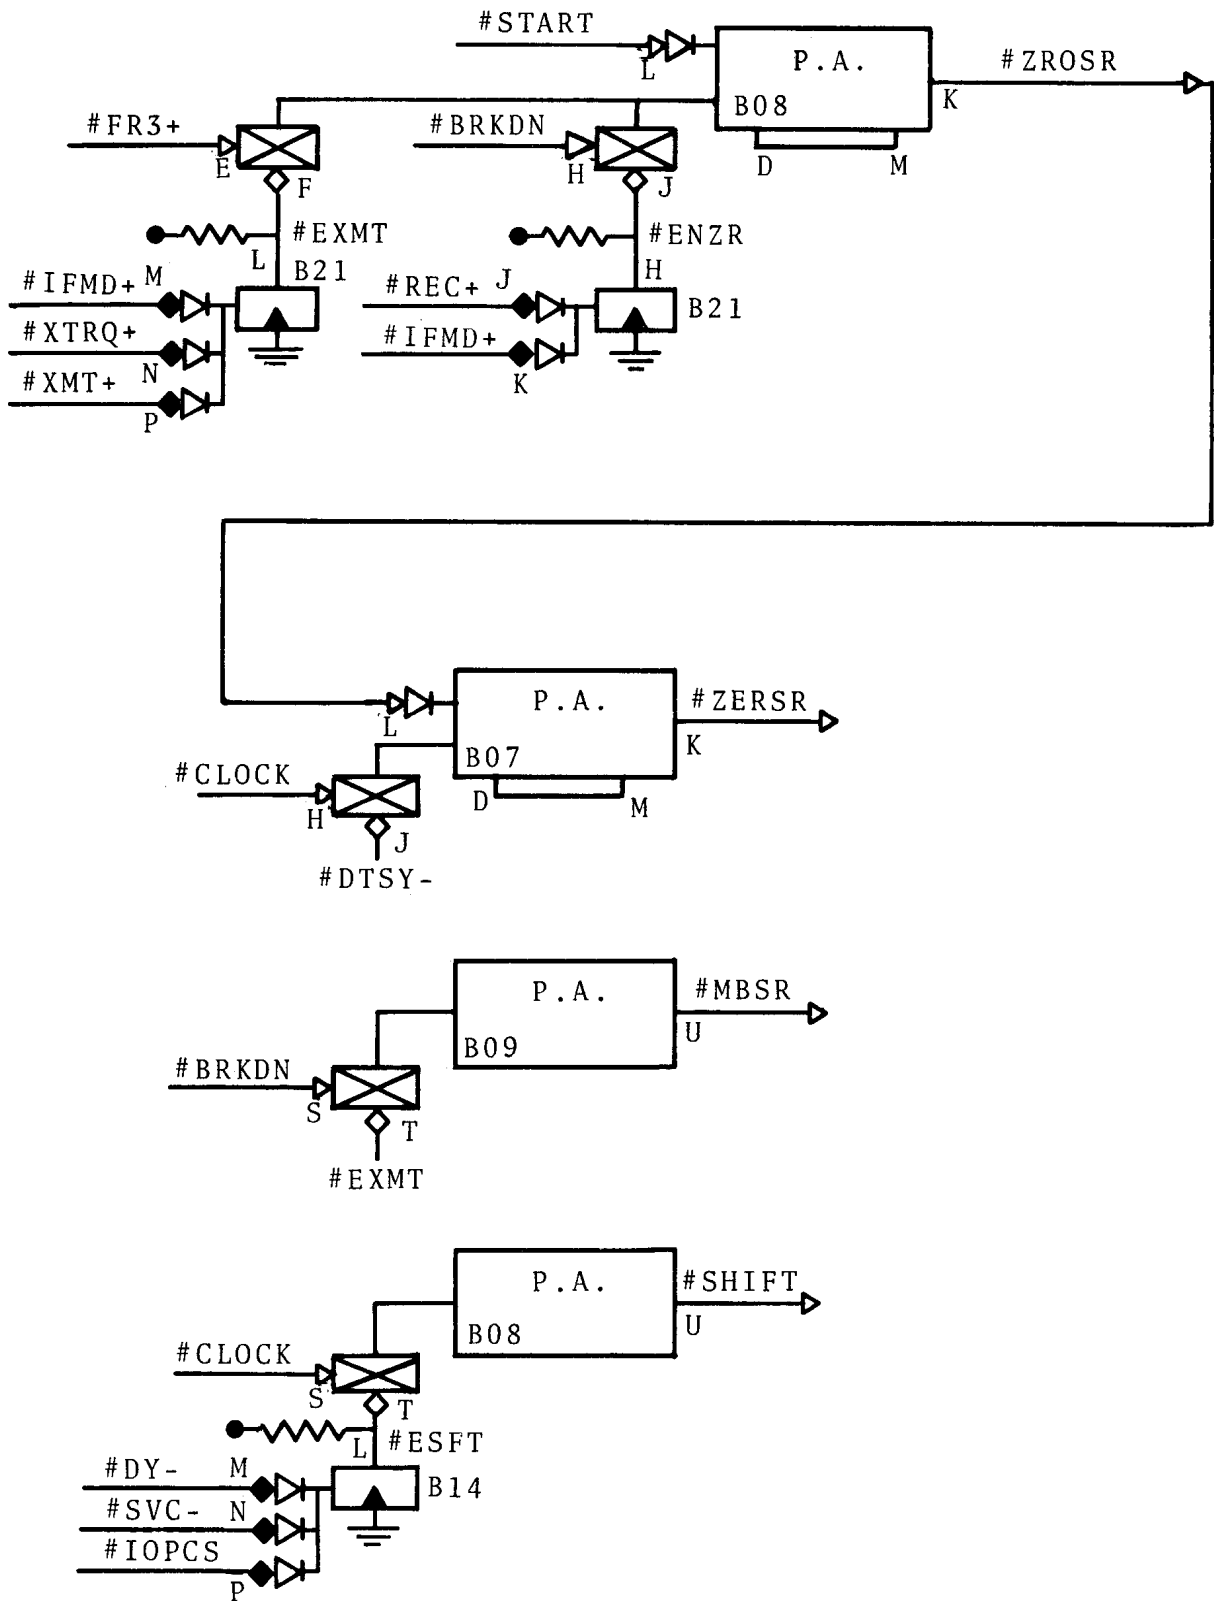 #START
P.A.
#ZROSR
L
B08
K
#FR3+
#BRKDN
D
M
E
F
H
J
#EXMT
#ENZR
L
B21
H
#IFMD+
M
#REC+
J
B21
#XTRQ+
#IFMD+
N
K
#XMT+
P
P.A.
#ZERSR
L
B07
K
#CLOCK
D
M
H
J
#DTSY-
P.A.
#MBSR
B09
U
#BRKDN
S
T
#EXMT
P.A.
#SHIFT
B08
U
#CLOCK
S
T
L
#ESFT
#DY-
M
B14
#SVC-
N
#IOPCS
P